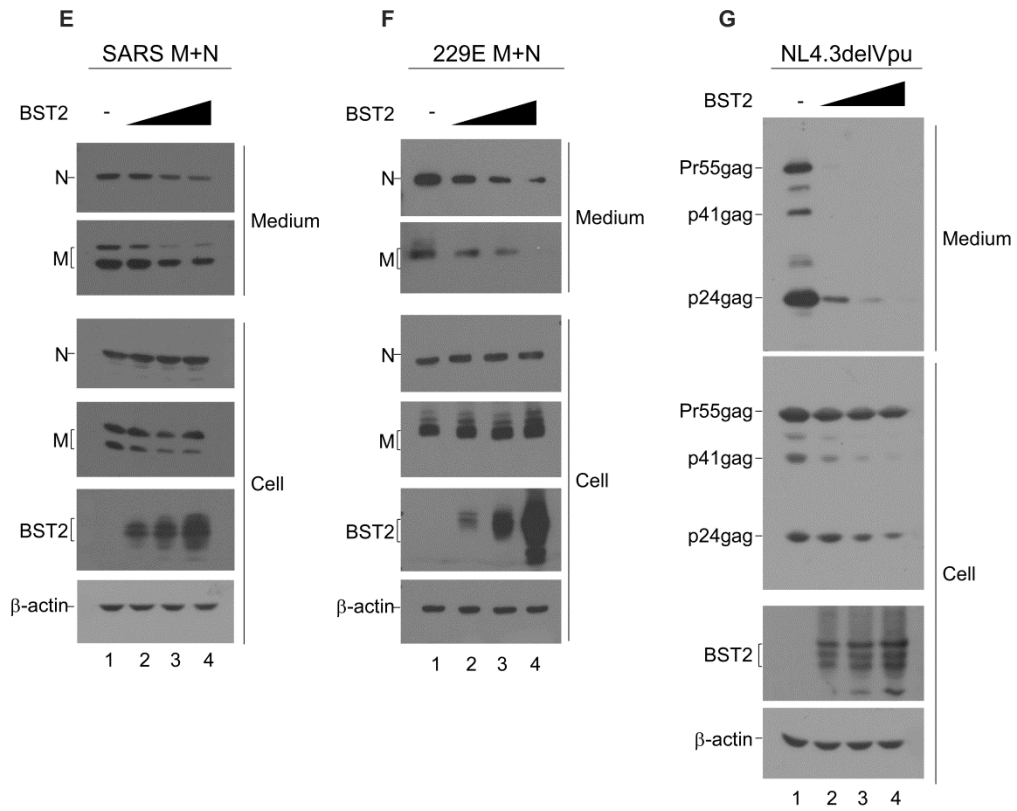 E
SARS M+N
BST2 -
N
M
Medium
N
M
BST2
β-actin
Cell
1 2 3 4
F
229E M+N
BST2 -
N
M
Medium
N
M
BST2
β-actin
Cell
1 2 3 4
G
NL4.3delVpu
BST2 -
Pr55gag
p41gag
p24gag
Medium
Pr55gag
p41gag
p24gag
BST2
β-actin
Cell
1 2 3 4